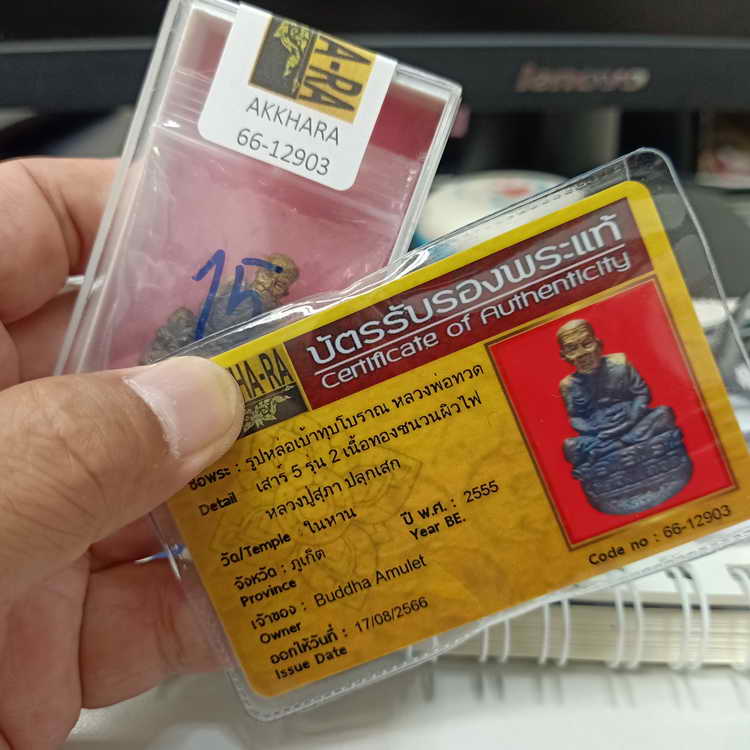 A-RA
AKKHARA
66-12903
lenovo
15
HA-RA
บัตรรับรองพระแท้
Certificate of Authenticity
ชื่อพระ : รูปหล่อเบ้าทุบโบราณ หลวงพ่อทวด
Detail เสาร์ 5 รุ่น 2 เนื้อทองชนวนผิวไฟ
หลวงปู่สุภา ปลุกเสก
วัด/Temple ในหาน
ปี พ.ศ. : 2555
Year BE.
จังหวัด : ภูเก็ต
Province
เจ้าของ : Buddha Amulet
Owner
ออกให้วันที่ : 17/08/2566
Issue Date
Code no : 66-12903